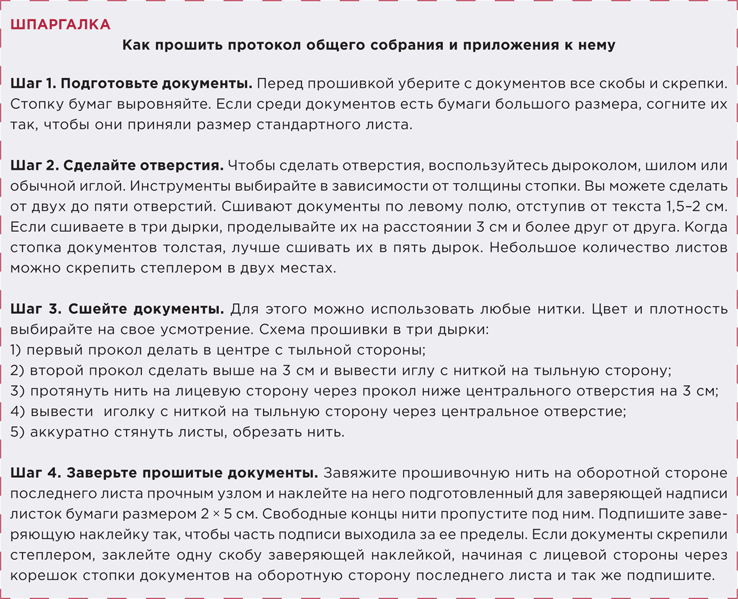 ШПАРГАЛКА
Как прошить протокол общего собрания и приложения к нему
Шаг 1. Подготовьте документы. Перед прошивкой уберите с документов все скобы и скрепки.
Стопку бумаг выровняйте. Если среди документов есть бумаги большого размера, согните их
так, чтобы они приняли размер стандартного листа.
Шаг 2. Сделайте отверстия. Чтобы сделать отверстия, воспользуйтесь дыроколом, шилом или
обычной иглой. Инструменты выбирайте в зависимости от толщины стопки. Вы можете сделать
от двух до пяти отверстий. Сшивают документы по левому полю, отступив от текста 1,5–2 см.
Если сшиваете в три дырки, проделывайте их на расстоянии 3 см и более друг от друга. Когда
стопка документов толстая, лучше сшивать их в пять дырок. Небольшое количество листов
можно скрепить степлером в двух местах.
Шаг 3. Сшейте документы. Для этого можно использовать любые нитки. Цвет и плотность
выбирайте на свое усмотрение. Схема прошивки в три дырки:
1) первый прокол делать в центре с тыльной стороны;
2) второй прокол сделать выше на 3 см и вывести иглу с ниткой на тыльную сторону;
3) протянуть нить на лицевую сторону через прокол ниже центрального отверстия на 3 см;
4) вывести иголку с ниткой на тыльную сторону через центральное отверстие;
5) аккуратно стянуть листы, обрезать нить.
Шаг 4. Заверьте прошитые документы. Завяжите прошивочную нить на оборотной стороне
последнего листа прочным узлом и наклейте на него подготовленный для заверяющей надписи
листок бумаги размером 2 × 5 см. Свободные концы нити пропустите под ним. Подпишите заве-
ряющую наклейку так, чтобы часть подписи выходила за ее пределы. Если документы скрепили
степлером, заклейте одну скобу заверяющей наклейкой, начиная с лицевой стороны через
корешок стопки документов на оборотную сторону последнего листа и так же подпишите.